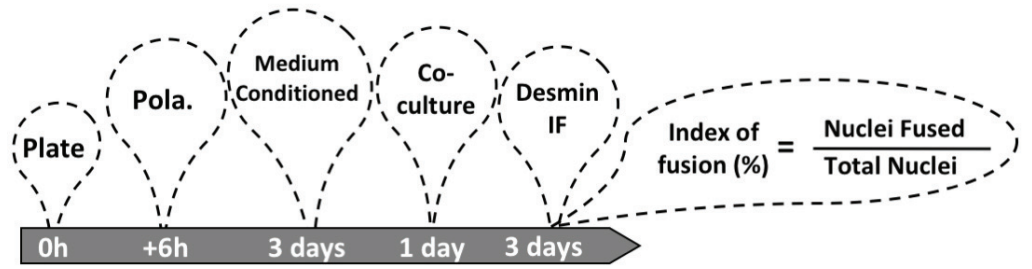 Plate
Pola.
Medium
Conditioned
Co-
culture
Desmin
IF
Index of
fusion (%)
=
Nuclei Fused
Total Nuclei
0h
+6h
3 days
1 day
3 days